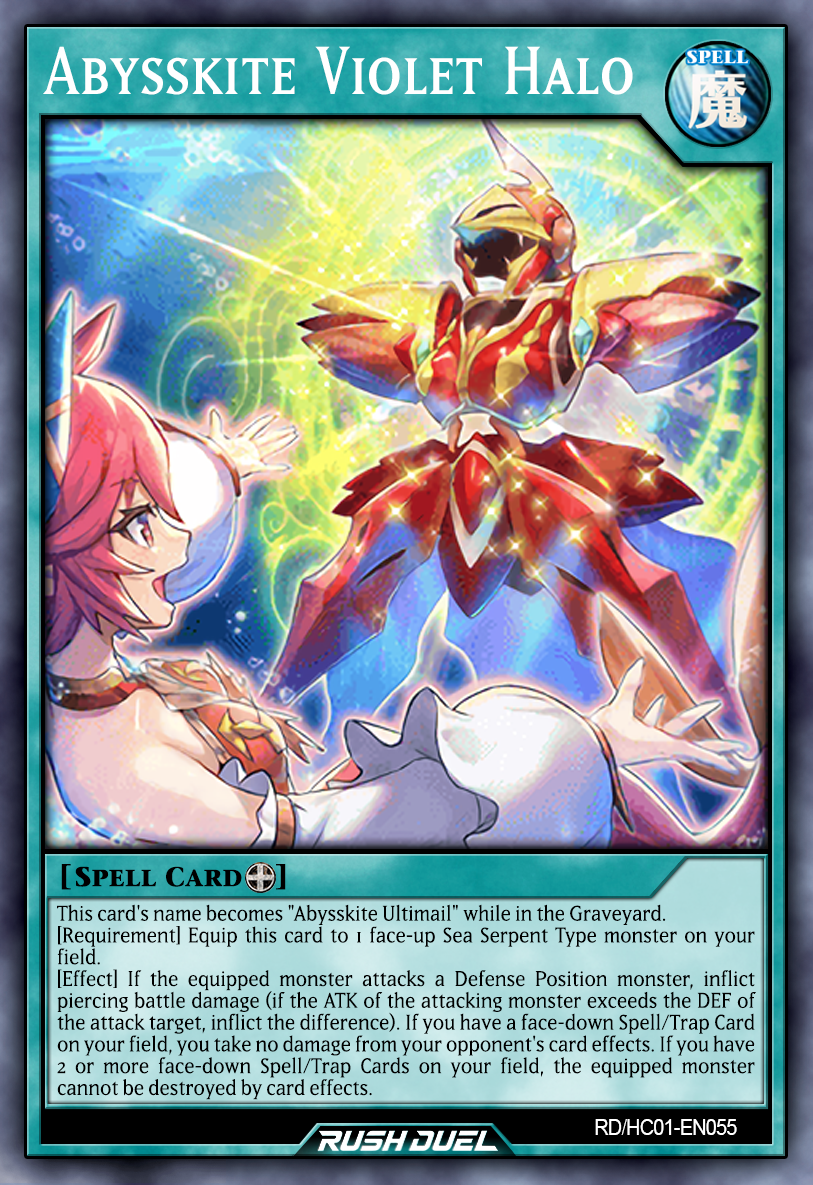 Abysskite Violet Halo
SPELL
魔
[Spell Card]
This card's name becomes "Abysskite Ultimail" while in the Graveyard.
[Requirement] Equip this card to 1 face-up Sea Serpent Type monster on your
field.
[Effect] If the equipped monster attacks a Defense Position monster, inflict
piercing battle damage (if the ATK of the attacking monster exceeds the DEF of
the attack target, inflict the difference). If you have a face-down Spell/Trap Card
on your field, you take no damage from your opponent's card effects. If you have
2 or more face-down Spell/Trap Cards on your field, the equipped monster
cannot be destroyed by card effects.
RD/HC01-EN055
RUSH DUEL